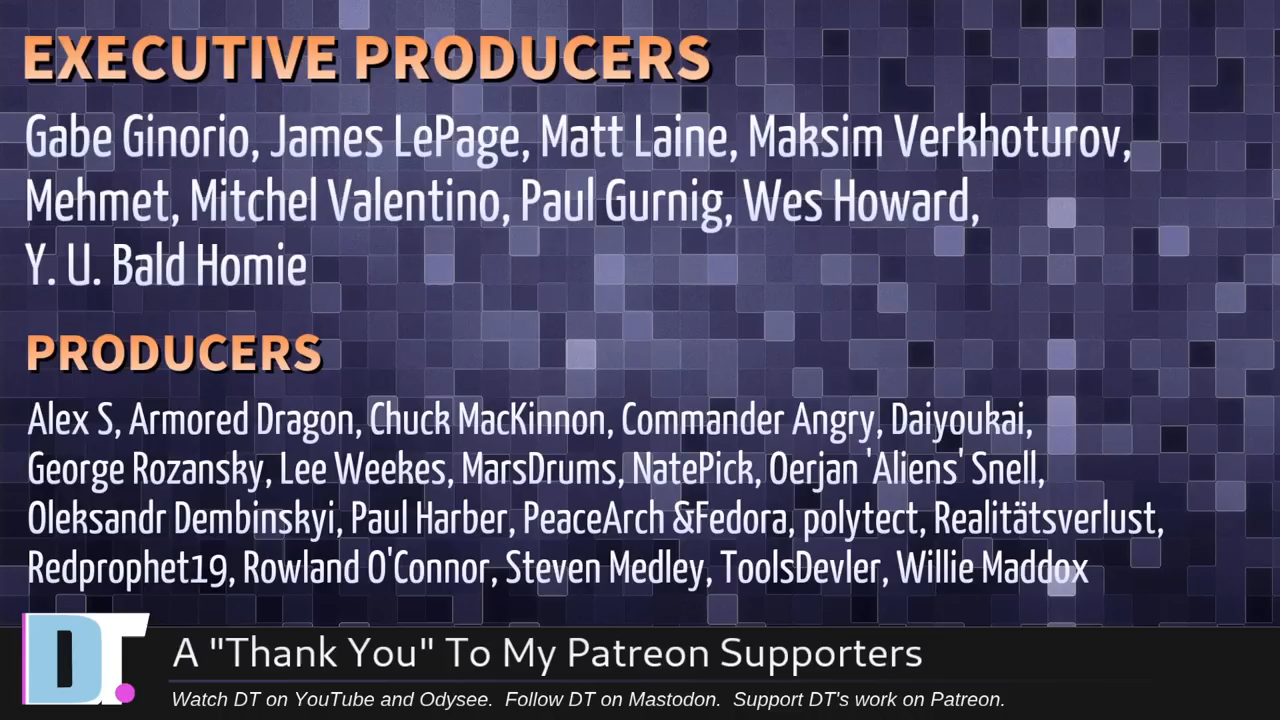 EXECUTIVE PRODUCERS
Gabe Ginorio, James LePage, Matt Laine, Maksim Verkhoturov,
Mehmet, Mitchel Valentino, Paul Gurnig, Wes Howard,
Y. U. Bald Homie
PRODUCERS
Alex S, Armored Dragon, Chuck MacKinnon, Commander Angry, Daiyoukai,
George Rozansky, Lee Weekes, MarsDrums, NatePick, Oerjan 'Aliens' Snell,
Oleksandr Dembinskyi, Paul Harber, PeaceArch &Fedora, polytect, Realitätsverlust,
Redprophet19, Rowland O'Connor, Steven Medley, ToolsDevler, Willie Maddox
DT.
A "Thank You" To My Patreon Supporters
Watch DT on YouTube and Odysee.  Follow DT on Mastodon.  Support DT's work on Patreon.